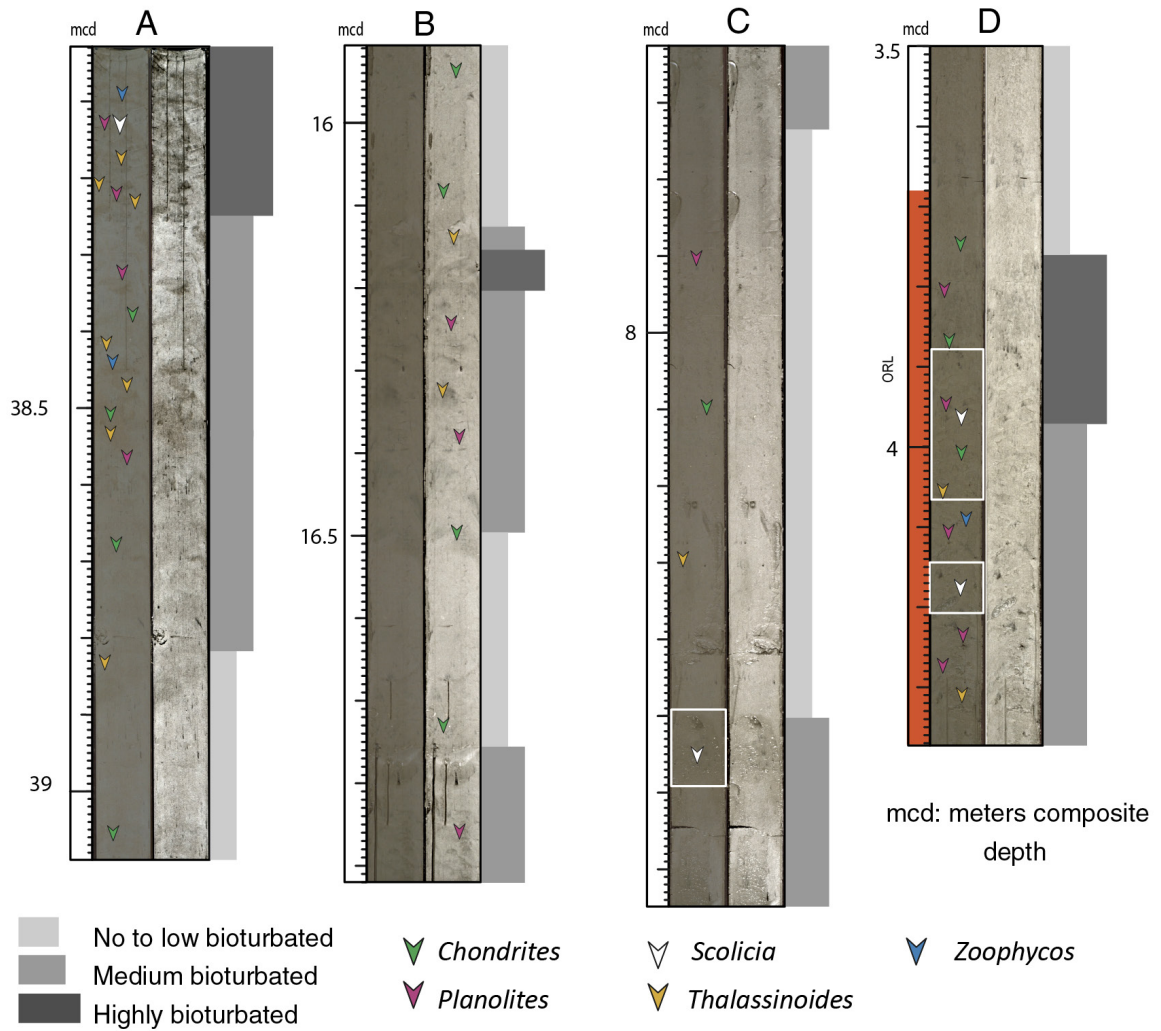 A
B
C
D
mcd
mcd
mcd
mcd
3.5
16
8
ORL
38.5
4
16.5
39
mcd: meters composite
depth
No to low bioturbated
Medium bioturbated
Highly bioturbated
Chondrites
Planolites
Scolicia
Thalassinoides
Zoophycos